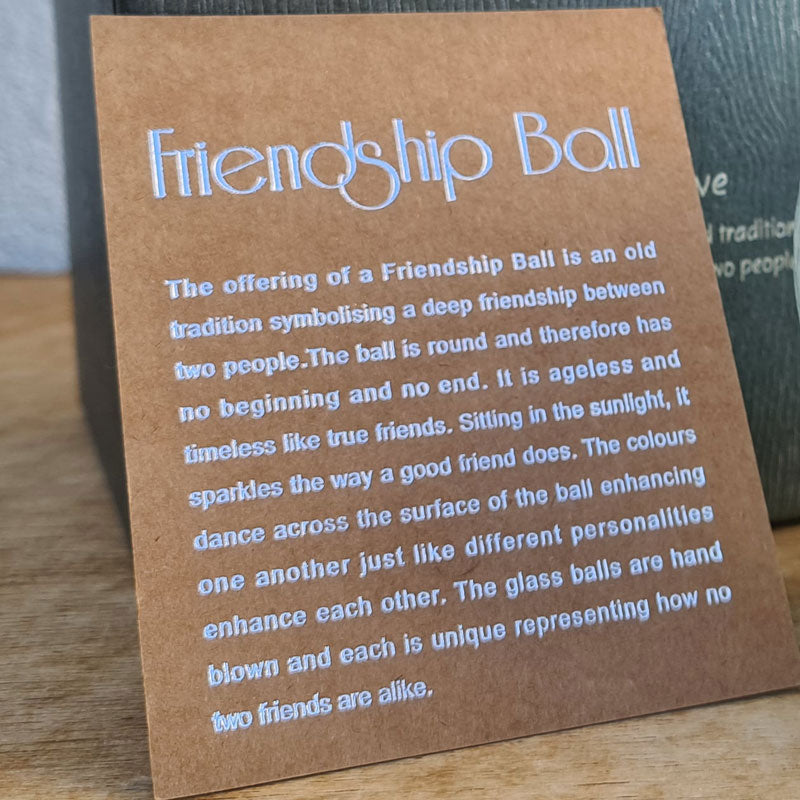 Friendship Ball
The offering of a Friendship Ball is an old
tradition symbolising a deep friendship between
two people.The ball is round and therefore has
no beginning and no end. It is ageless and
timeless like true friends. Sitting in the sunlight, it
sparkles the way a good friend does. The colours
dance across the surface of the ball enhancing
one another just like different personalities
enhance each other. The glass balls are hand
blown and each is unique representing how no
two friends are alike.
tradition
people